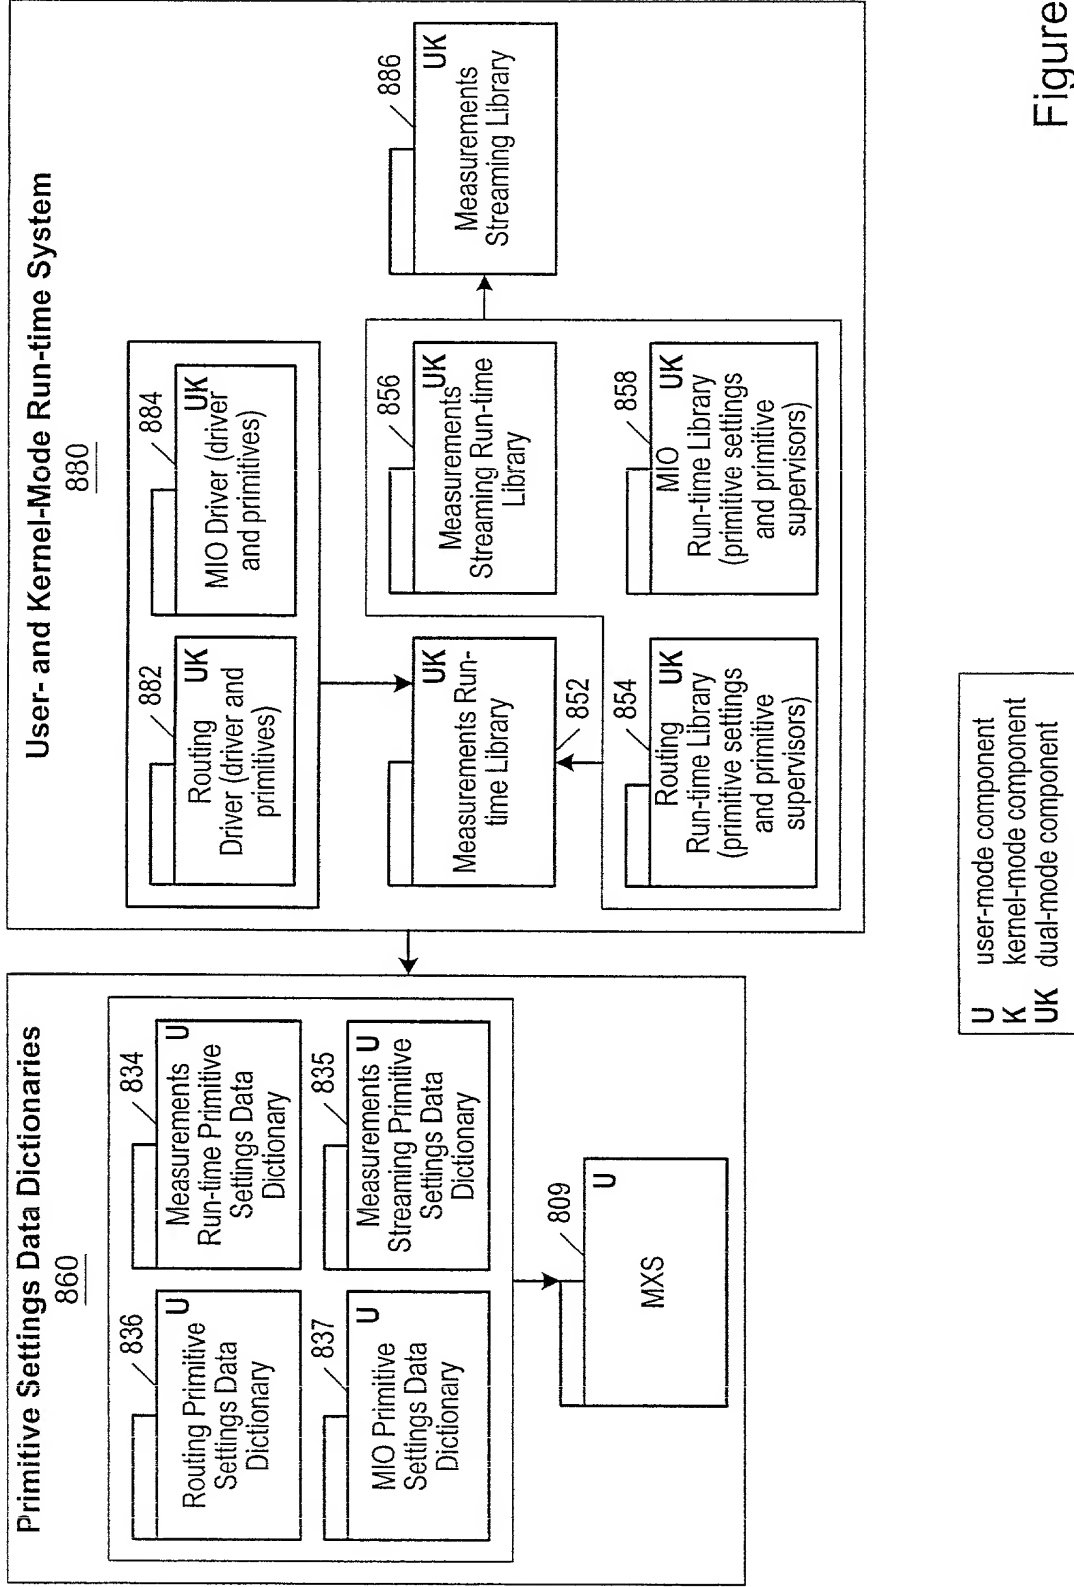 Primitive Settings Data Dictionaries
860
836
Routing Primitive
Settings Data
Dictionary
U
834
Measurements
Run-time Primitive
Settings Data
Dictionary
U
837
MIO Primitive
Settings Data
Dictionary
U
835
Measurements
Streaming Primitive
Settings Data
Dictionary
U
809
MXS
U
User- and Kernel-Mode Run-time System
880
882
Routing
Driver (driver and
primitives)
UK
884
MIO Driver (driver
and primitives)
UK
Measurements Run-
time Library
UK
852
856
Measurements
Streaming Run-time
Library
UK
886
Measurements
Streaming Library
UK
854
Routing
Run-time Library
(primitive settings
and primitive
supervisors)
UK
858
MIO
Run-time Library
(primitive settings
and primitive
supervisors)
UK
U user-mode component
K kernel-mode component
UK dual-mode component
Figure